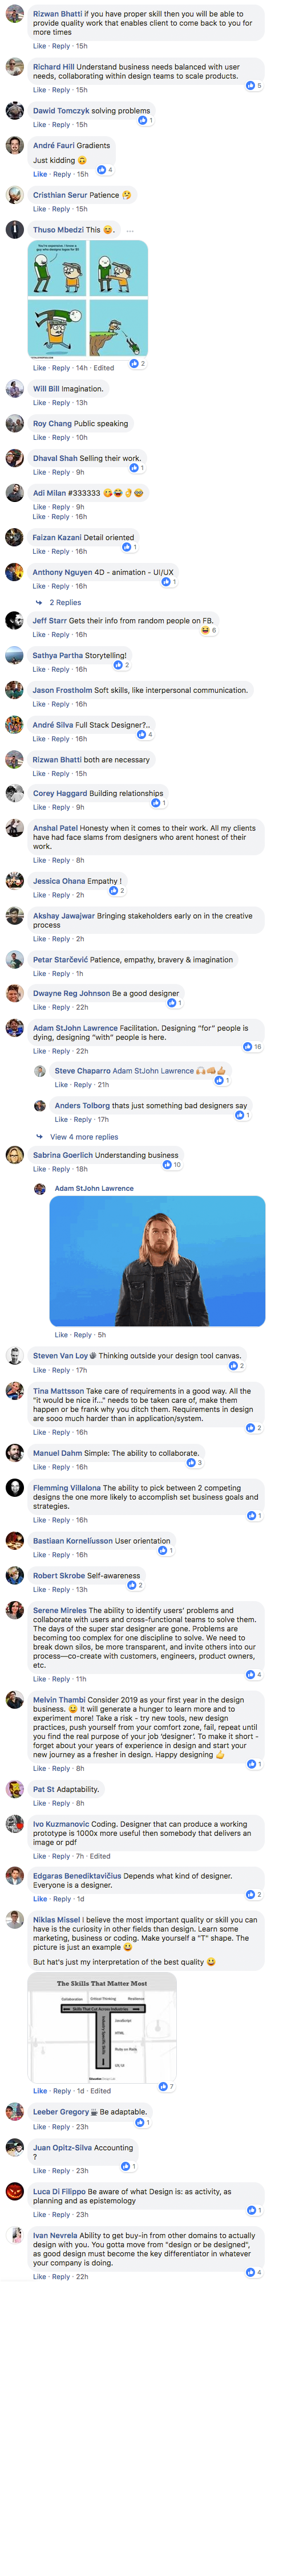 Rizwan Bhatti if you have proper skill then you will be able to
provide quality work that enables client to come back to you for
more times
Like · Reply · 15h
Richard Hill Understand business needs balanced with user
needs, collaborating within design teams to scale products.
5
Like · Reply · 15h
Dawid Tomczyk solving problems
1
Like · Reply · 15h
André Fauri Gradients
Just kidding 🙃
4
Like · Reply · 15h
Cristhian Serur Patience 🤔
Like · Reply · 15h
Thuso Mbedzi This 😊. ...
2
Like · Reply · 14h · Edited
Will Bill Imagination.
Like · Reply · 13h
Roy Chang Public speaking
Like · Reply · 10h
Dhaval Shah Selling their work.
1
Like · Reply · 9h
Adi Milan #333333
Like · Reply · 9h
Like · Reply · 16h
Faizan Kazani Detail oriented
1
Like · Reply · 16h
Anthony Nguyen 4D - animation - UI/UX
1
Like · Reply · 16h
2 Replies
Jeff Starr Gets their info from random people on FB.
6
Like · Reply · 16h
Sathya Partha Storytelling!
2
Like · Reply · 16h
Jason Frostholm Soft skills, like interpersonal communication.
Like · Reply · 16h
André Silva Full Stack Designer?..
4
Like · Reply · 16h
Rizwan Bhatti both are necessary
Like · Reply · 15h
Corey Haggard Building relationships
1
Like · Reply · 9h
Anshal Patel Honesty when it comes to their work. All my clients
have had face slams from designers who arent honest of their
work.
Like · Reply · 8h
Jessica Ohana Empathy !
2
Like · Reply · 2h
Akshay Jawajwar Bringing stakeholders early on in the creative
process
Like · Reply · 2h
Petar Starčević Patience, empathy, bravery & imagination
Like · Reply · 1h
Dwayne Reg Johnson Be a good designer
1
Like · Reply · 22h
Adam StJohn Lawrence Facilitation. Designing “for” people is
dying, designing “with” people is here.
16
Like · Reply · 22h
Steve Chaparro Adam StJohn Lawrence
1
Like · Reply · 21h
Anders Tolborg thats just something bad designers say
1
Like · Reply · 17h
View 4 more replies
Sabrina Goerlich Understanding business
10
Like · Reply · 18h
Adam StJohn Lawrence
Like · Reply · 5h
Steven Van Loy Thinking outside your design tool canvas.
2
Like · Reply · 17h
Tina Mattsson Take care of requirements in a good way. All the
"it would be nice if..." needs to be taken care of, make them
happen or be frank why you ditch them. Requirements in design
are sooo much harder than in application/system.
2
Like · Reply · 16h
Manuel Dahm Simple: The ability to collaborate.
3
Like · Reply · 16h
Flemming Villalona The ability to pick between 2 competing
designs the one more likely to accomplish set business goals and
strategies.
1
Like · Reply · 16h
Bastiaan Kornelïussen User orientation
1
Like · Reply · 16h
Robert Skrobe Self-awareness
2
Like · Reply · 13h
Serene Mireles The ability to identify users’ problems and
collaborate with users and cross-functional teams to solve them.
The days of the super star designer are gone. Problems are
becoming too complex for one discipline to solve. We need to
break down silos, be more transparent, and invite others into our
process—co-create with customers, engineers, product owners,
etc.
4
Like · Reply · 11h
Melvin Thambi Consider 2019 as your first year in the design
business. 😃 It will generate a hunger to learn more and to
experiment more! Take a risk - try new tools, new design
practices, push yourself from your comfort zone, fail, repeat until
you find the real purpose of your job ‘designer’. To make it short -
forget about your years of experience in design and start your
new journey as a fresher in design. Happy designing 👍
1
Like · Reply · 8h
Pat St Adaptability.
Like · Reply · 8h
Ivo Kuzmanovic Coding. Designer that can produce a working
prototype is 1000x more useful then somebody that delivers an
image or pdf
Like · Reply · 7h · Edited
Edgaras Benediktavičius Depends what kind of designer.
Everyone is a designer.
2
Like · Reply · 1d
Niklas Missel I believe the most important quality or skill you can
have is the curiosity in other fields than design. Learn some
marketing, business or coding. Make yourself a "T" shape. The
picture is just an example 😃
But hat's just my interpretation of the best quality 😃
The Skills That Matter Most
Collaboration Critical Thinking Resilience
Skills That Cut Across Industries
Industry Specific Skills
JavaScript
HTML
Ruby on Rails
UX/UI
7
Like · Reply · 1d · Edited
Leeber Gregory Be adaptable.
1
Like · Reply · 23h
Juan Opitz-Silva Accounting
?
1
Like · Reply · 23h
Luca Di Filippo Be aware of what Design is: as activity, as
planning and as epistemology
1
Like · Reply · 23h
Ivan Nevrela Ability to get buy-in from other domains to actually
design with you. You gotta move from "design or be designed",
as good design must become the key differentiator in whatever
your company is doing.
4
Like · Reply · 22h